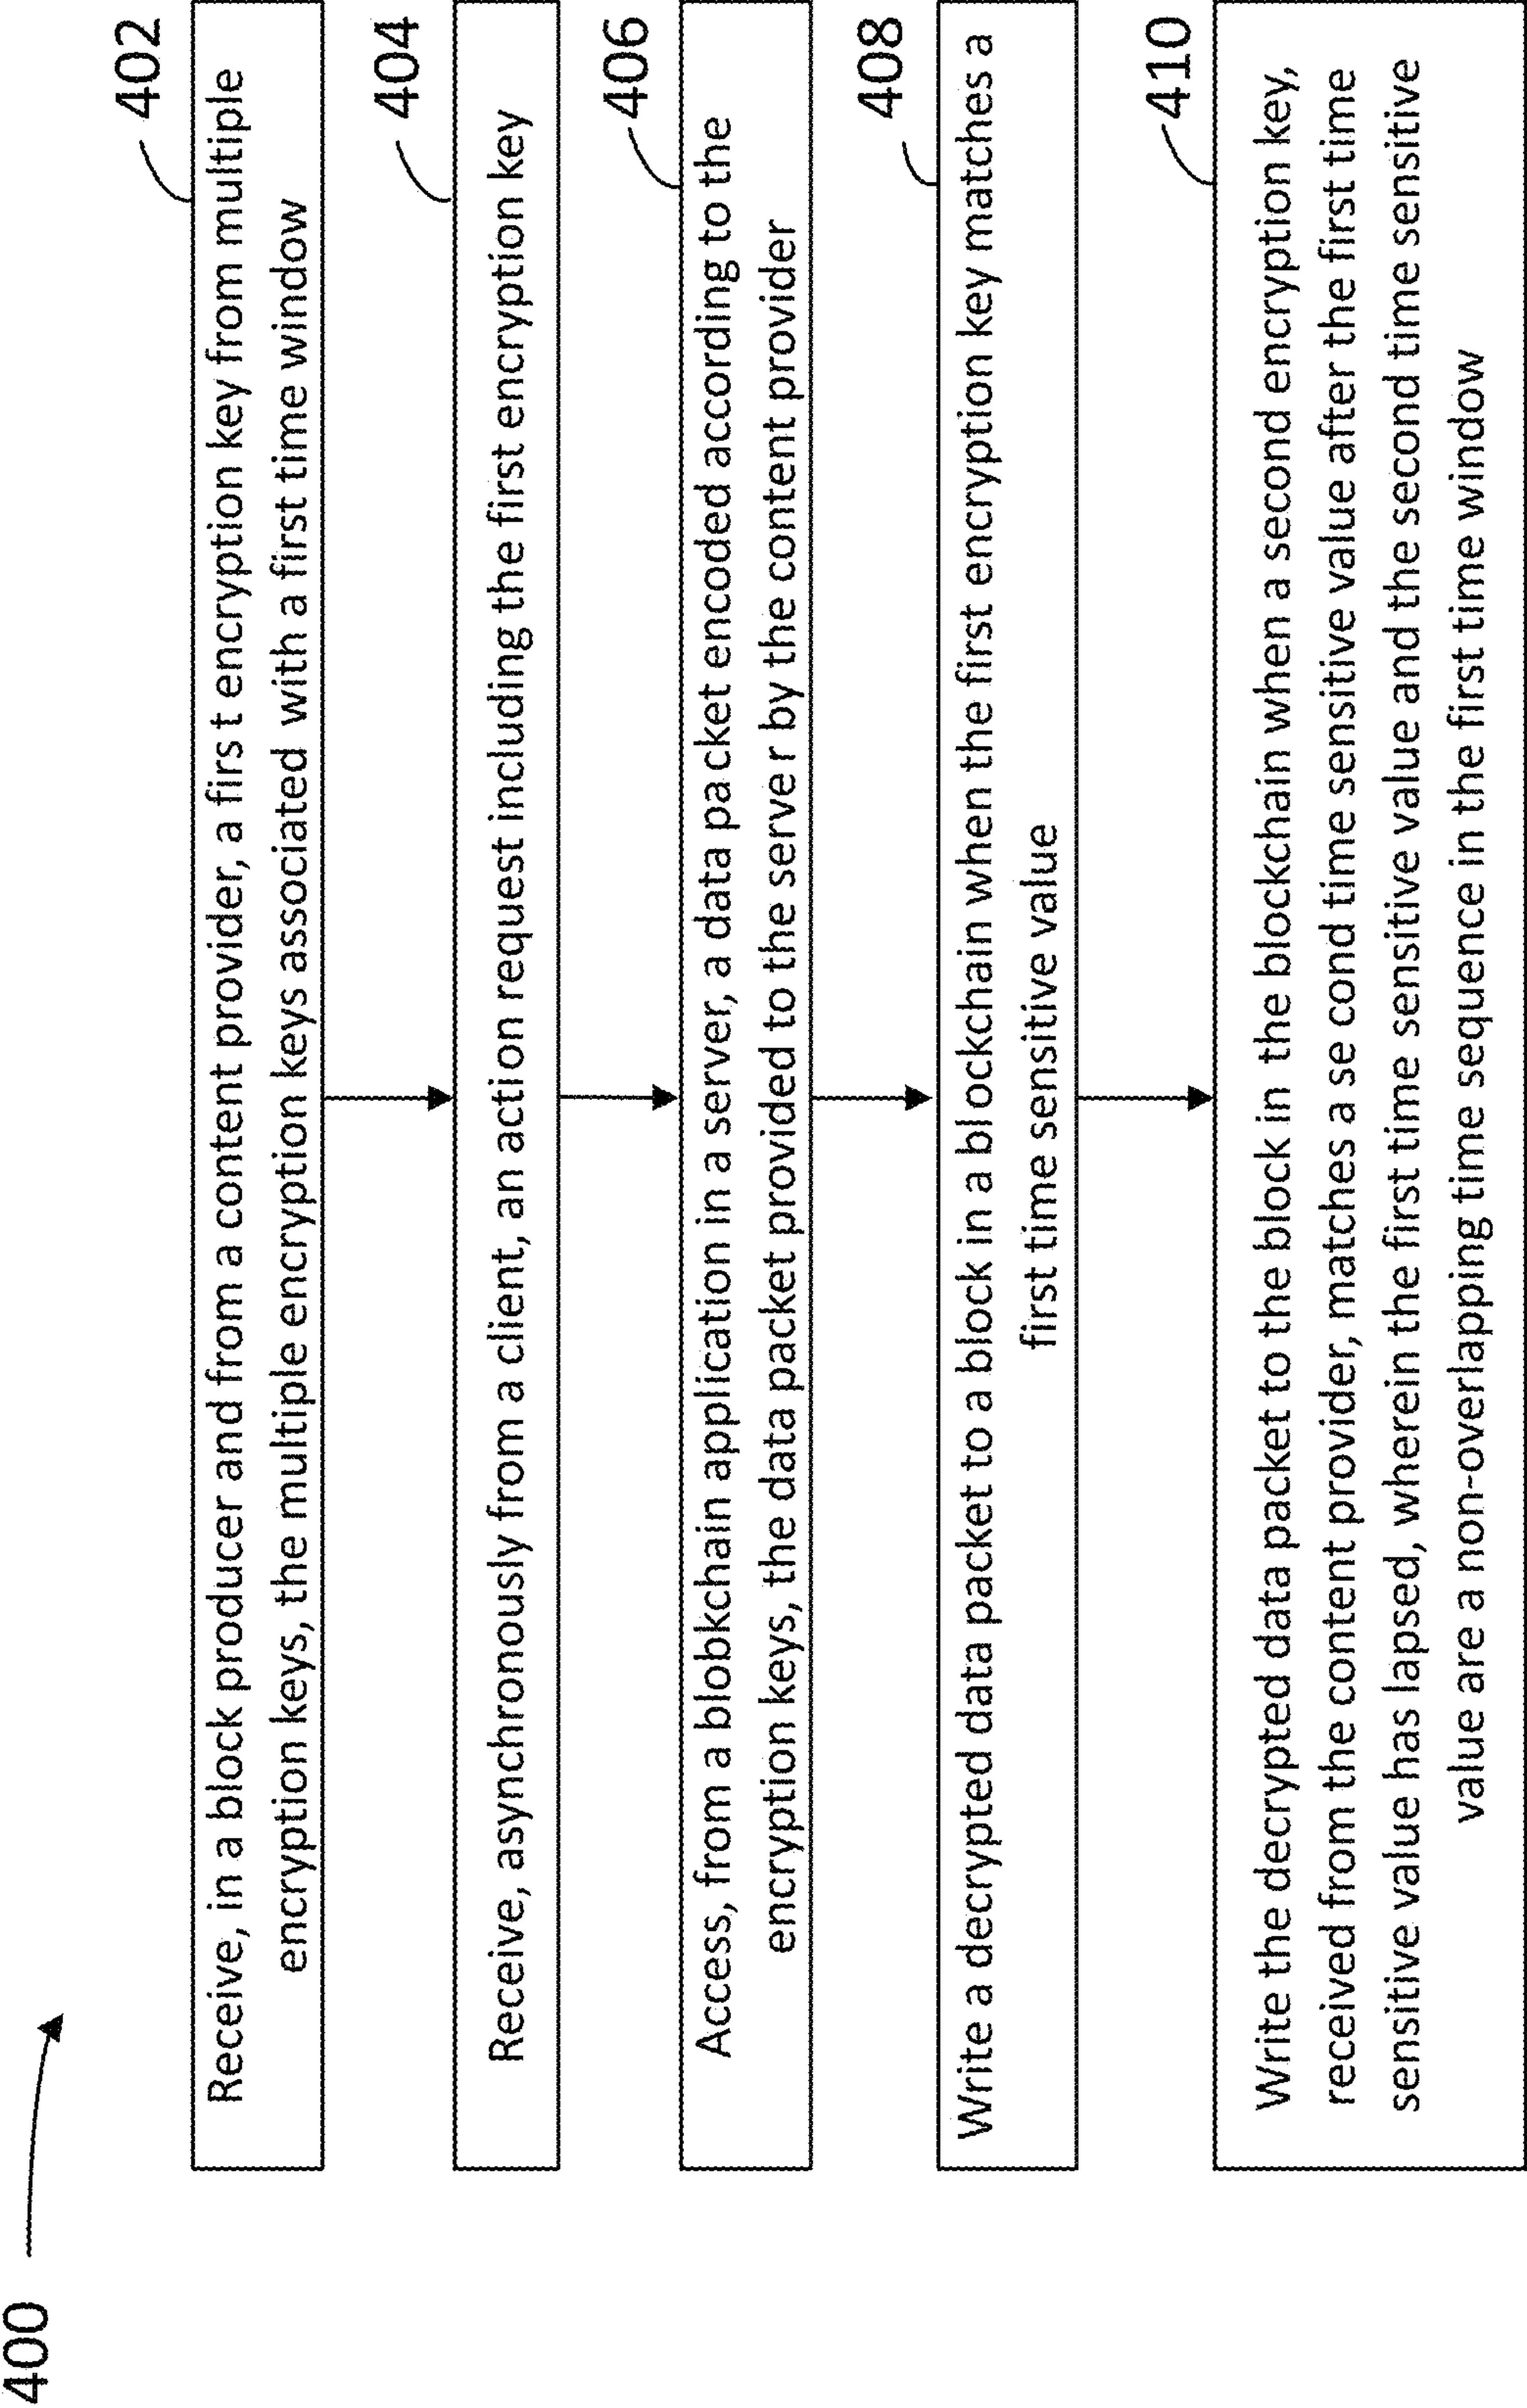 400
402
Receive, in a block producer and from a content provider, a first encryption key from multiple
encryption keys, the multiple encryption keys associated with a first time window
404
Receive, asynchronously from a client, an action request including the first encryption key
406
Access, from a blobkchain application in a server, a data packet encoded according to the
encryption keys, the data packet provided to the server by the content provider
408
Write a decrypted data packet to a block in a blockchain when the first encryption key matches a
first time sensitive value
410
Write the decrypted data packet to the block in the blockchain when a second encryption key,
received from the content provider, matches a se cond time sensitive value after the first time
sensitive value has lapsed, wherein the first time sensitive value and the second time sensitive
value are a non-overlapping time sequence in the first time window